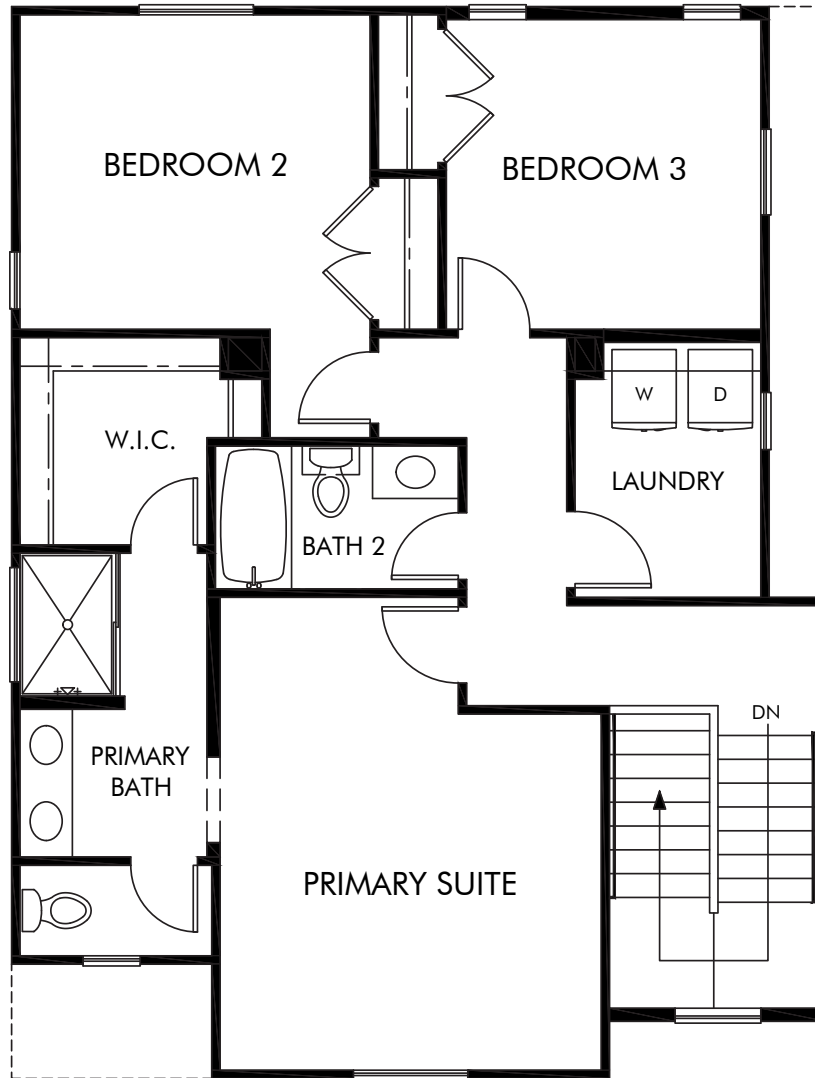 BEDROOM 2
BEDROOM 3
W
D
W.I.C.
LAUNDRY
BATH 2
DN
PRIMARY
BATH
PRIMARY SUITE